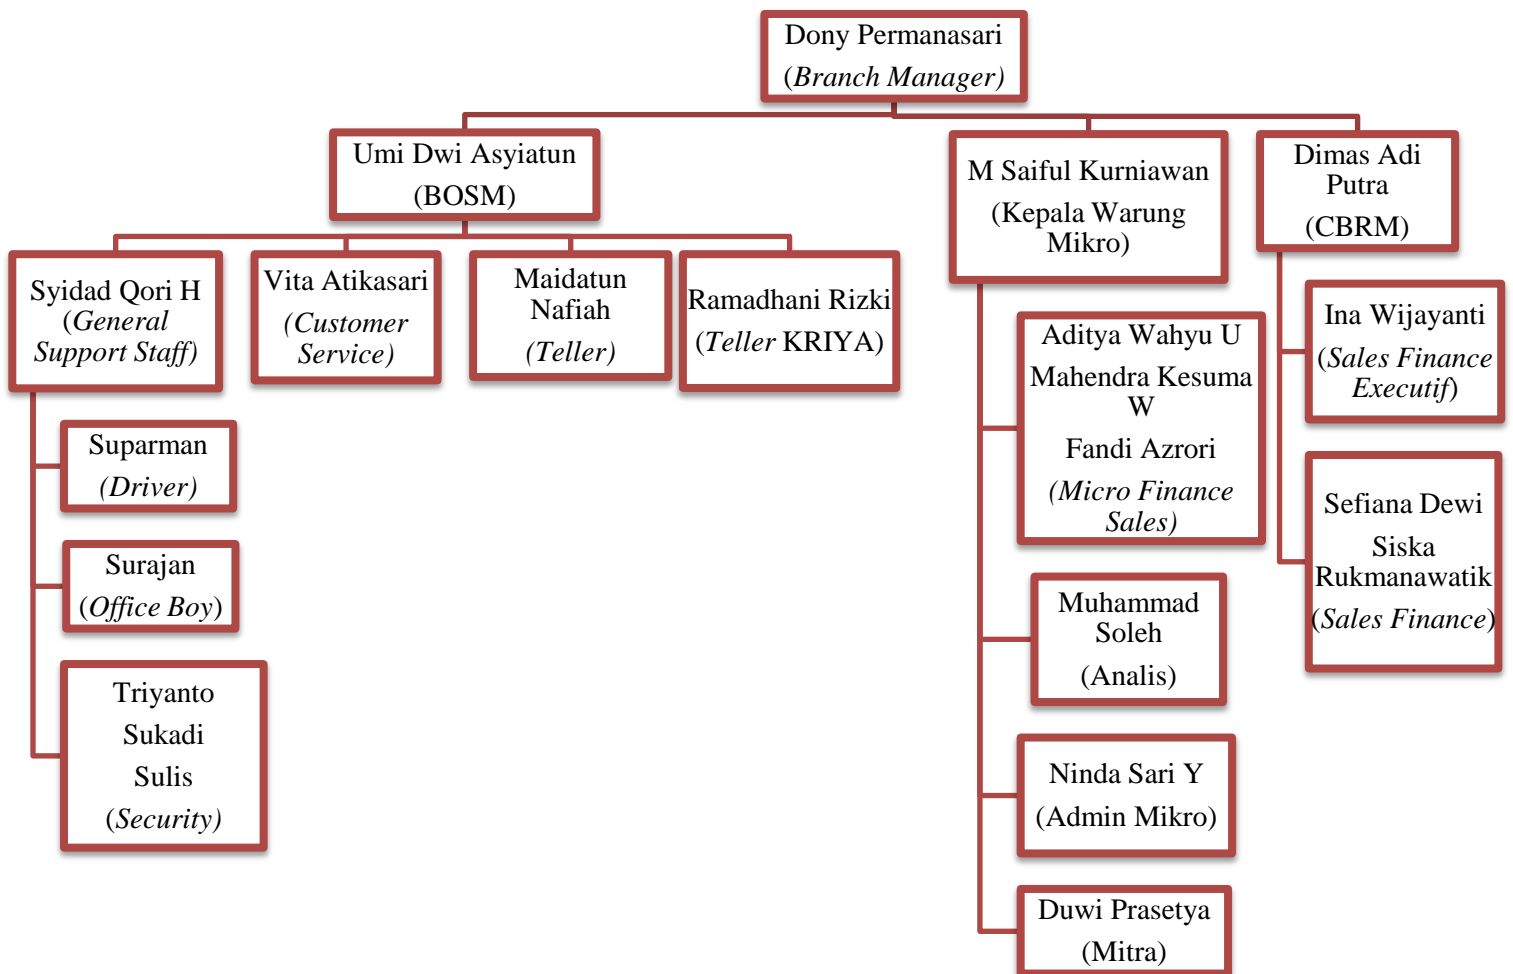 Dony Permanasari
(Branch Manager)
Umi Dwi Asyiatun
(BOSM)
M Saiful Kurniawan
(Kepala Warung
Mikro)
Dimas Adi
Putra
(CBRM)
Syidad Qori H
(General
Support Staff)
Vita Atikasari
(Customer
Service)
Maidatun
Nafiah
(Teller)
Ramadhani Rizki
(Teller KRIYA)
Suparman
(Driver)
Surajan
(Office Boy)
Triyanto
Sukadi
Sulis
(Security)
Aditya Wahyu U
Mahendra Kesuma
W
Fandi Azrori
(Micro Finance
Sales)
Muhammad
Soleh
(Analis)
Ninda Sari Y
(Admin Mikro)
Duwi Prasetya
(Mitra)
Ina Wijayanti
(Sales Finance
Executif)
Sefiana Dewi
Siska
Rukmanawatik
(Sales Finance)